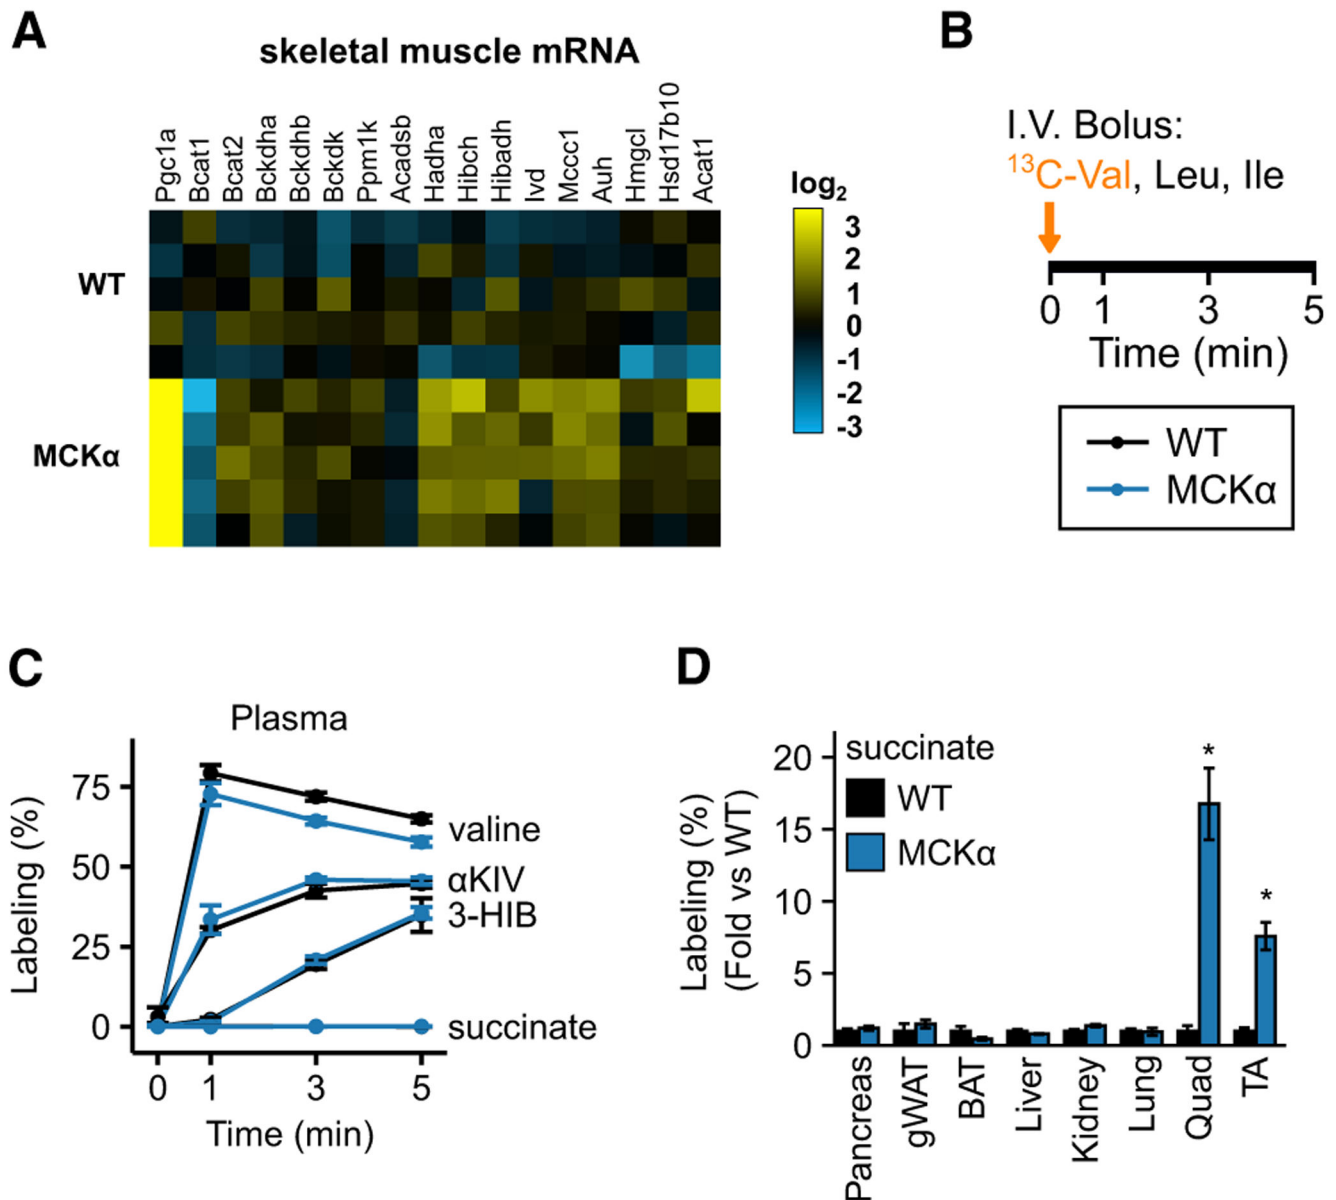 A
skeletal muscle mRNA
Pgc1a
Bcat1
Bcat2
Bckdha
Bckdhb
Bckdk
Ppm1k
Acadsb
Hadha
Hibch
Hibadh
Ivd
Mccc1
Auh
Hmgcl
Hsd17b10
Acat1
WT
MCKα
log2
3
2
1
0
-1
-2
-3
B
I.V. Bolus:
13C-Val, Leu, Ile
0 1 3 5
Time (min)
WT
MCKα
C
Plasma
Labeling (%)
75
50
25
0
valine
αKIV
3-HIB
succinate
0 1 3 5
Time (min)
D
Labeling (%)
(Fold vs WT)
20
15
10
5
0
succinate
WT
MCKα
*
*
Pancreas
gWAT
BAT
Liver
Kidney
Lung
Quad
TA